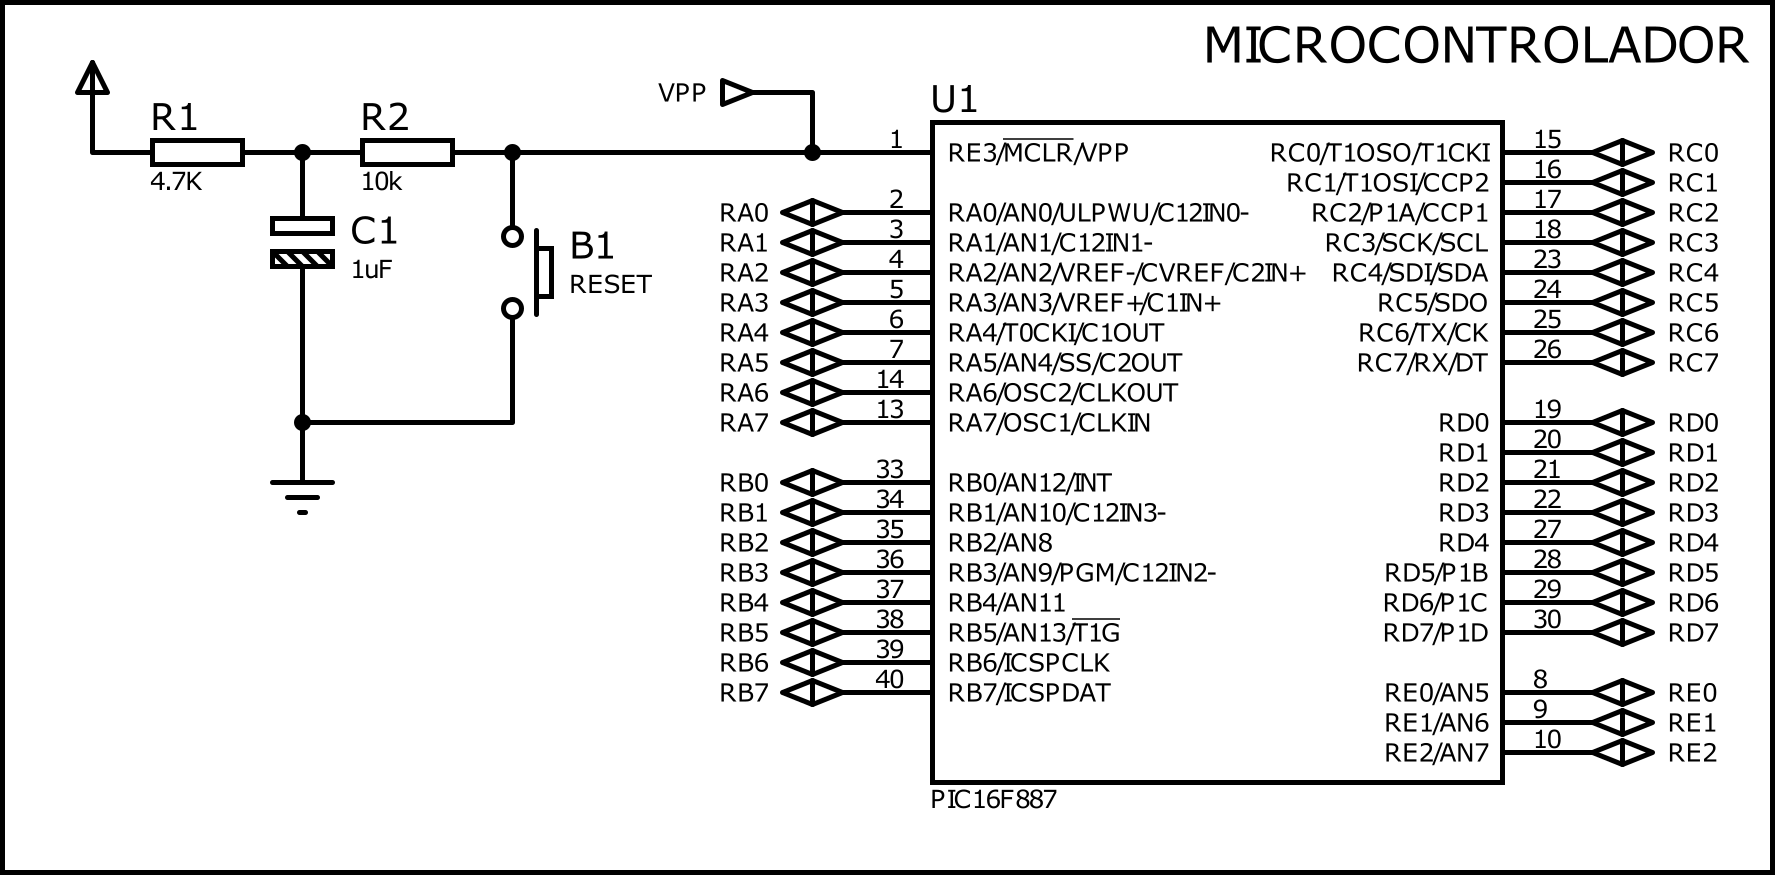 MICROCONTROLADOR
R1
4.7K
R2
10k
C1
1uF
B1
RESET
VPP
U1
1 RE3/MCLR/VPP
RA0 2 RA0/AN0/ULPWU/C12IN0-
RA1 3 RA1/AN1/C12IN1-
RA2 4 RA2/AN2/VREF-/CVREF/C2IN+
RA3 5 RA3/AN3/VREF+/C1IN+
RA4 6 RA4/T0CKI/C1OUT
RA5 7 RA5/AN4/SS/C2OUT
RA6 14 RA6/OSC2/CLKOUT
RA7 13 RA7/OSC1/CLKIN
RB0 33 RB0/AN12/INT
RB1 34 RB1/AN10/C12IN3-
RB2 35 RB2/AN8
RB3 36 RB3/AN9/PGM/C12IN2-
RB4 37 RB4/AN11
RB5 38 RB5/AN13/T1G
RB6 39 RB6/ICSPCLK
RB7 40 RB7/ICSPDAT
RC0/T1OSO/T1CKI 15 RC0
RC1/T1OSI/CCP2 16 RC1
RC2/P1A/CCP1 17 RC2
RC3/SCK/SCL 18 RC3
RC4/SDI/SDA 23 RC4
RC5/SDO 24 RC5
RC6/TX/CK 25 RC6
RC7/RX/DT 26 RC7
RD0 19 RD0
RD1 20 RD1
RD2 21 RD2
RD3 22 RD3
RD4 27 RD4
RD5/P1B 28 RD5
RD6/P1C 29 RD6
RD7/P1D 30 RD7
RE0/AN5 8 RE0
RE1/AN6 9 RE1
RE2/AN7 10 RE2
PIC16F887